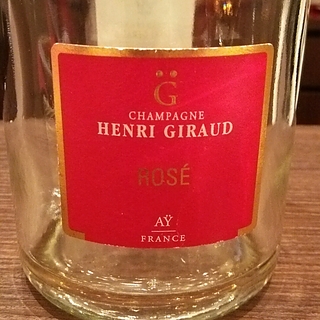 G̈
CHAMPAGNE
HENRI GIRAUD
ROSÉ
AŸ
FRANCE